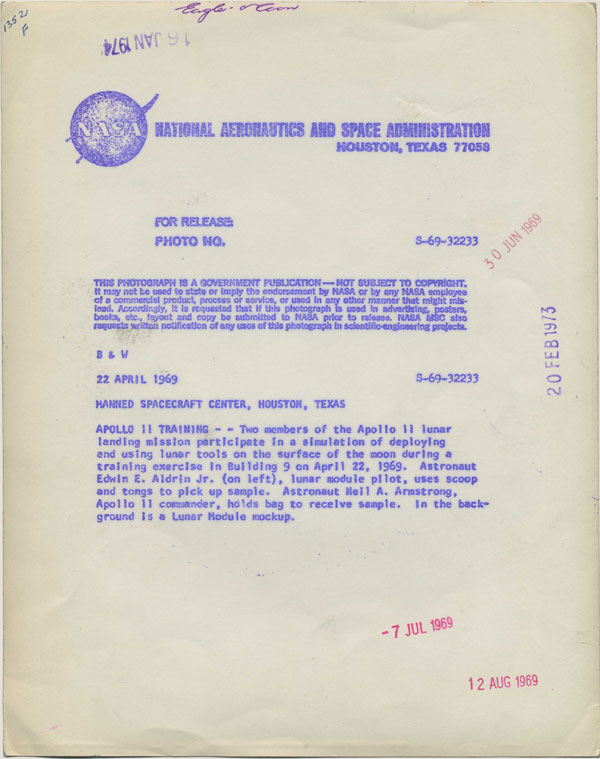 1352
F
16 JAN 1974
NASA
NATIONAL AERONAUTICS AND SPACE ADMINISTRATION
HOUSTON, TEXAS 77058
FOR RELEASE:
PHOTO NO. S-69-32233
30 JUN 1969
THIS PHOTOGRAPH IS A GOVERNMENT PUBLICATION—NOT SUBJECT TO COPYRIGHT.
It may not be used to state or imply the endorsement by NASA or by any NASA employee
of a commercial product, process or service, or used in any other manner that might mis-
lead. Accordingly, it is requested that if this photograph is used in advertising, posters,
books, etc., layout and copy be submitted to NASA prior to release. NASA MSC also
requests written notification of any uses of this photograph in scientific-engineering projects.
20 FEB 1973
B & W
22 APRIL 1969 S-69-32233
MANNED SPACECRAFT CENTER, HOUSTON, TEXAS
APOLLO 11 TRAINING - - Two members of the Apollo 11 lunar
landing mission participate in a simulation of deploying
and using lunar tools on the surface of the moon during a
training exercise in Building 9 on April 22, 1969. Astronaut
Edwin E. Aldrin Jr. (on left), lunar module pilot, uses scoop
and tongs to pick up sample. Astronaut Neil A. Armstrong,
Apollo 11 commander, holds bag to receive sample. In the back-
ground is a Lunar Module mockup.
-7 JUL 1969
12 AUG 1969